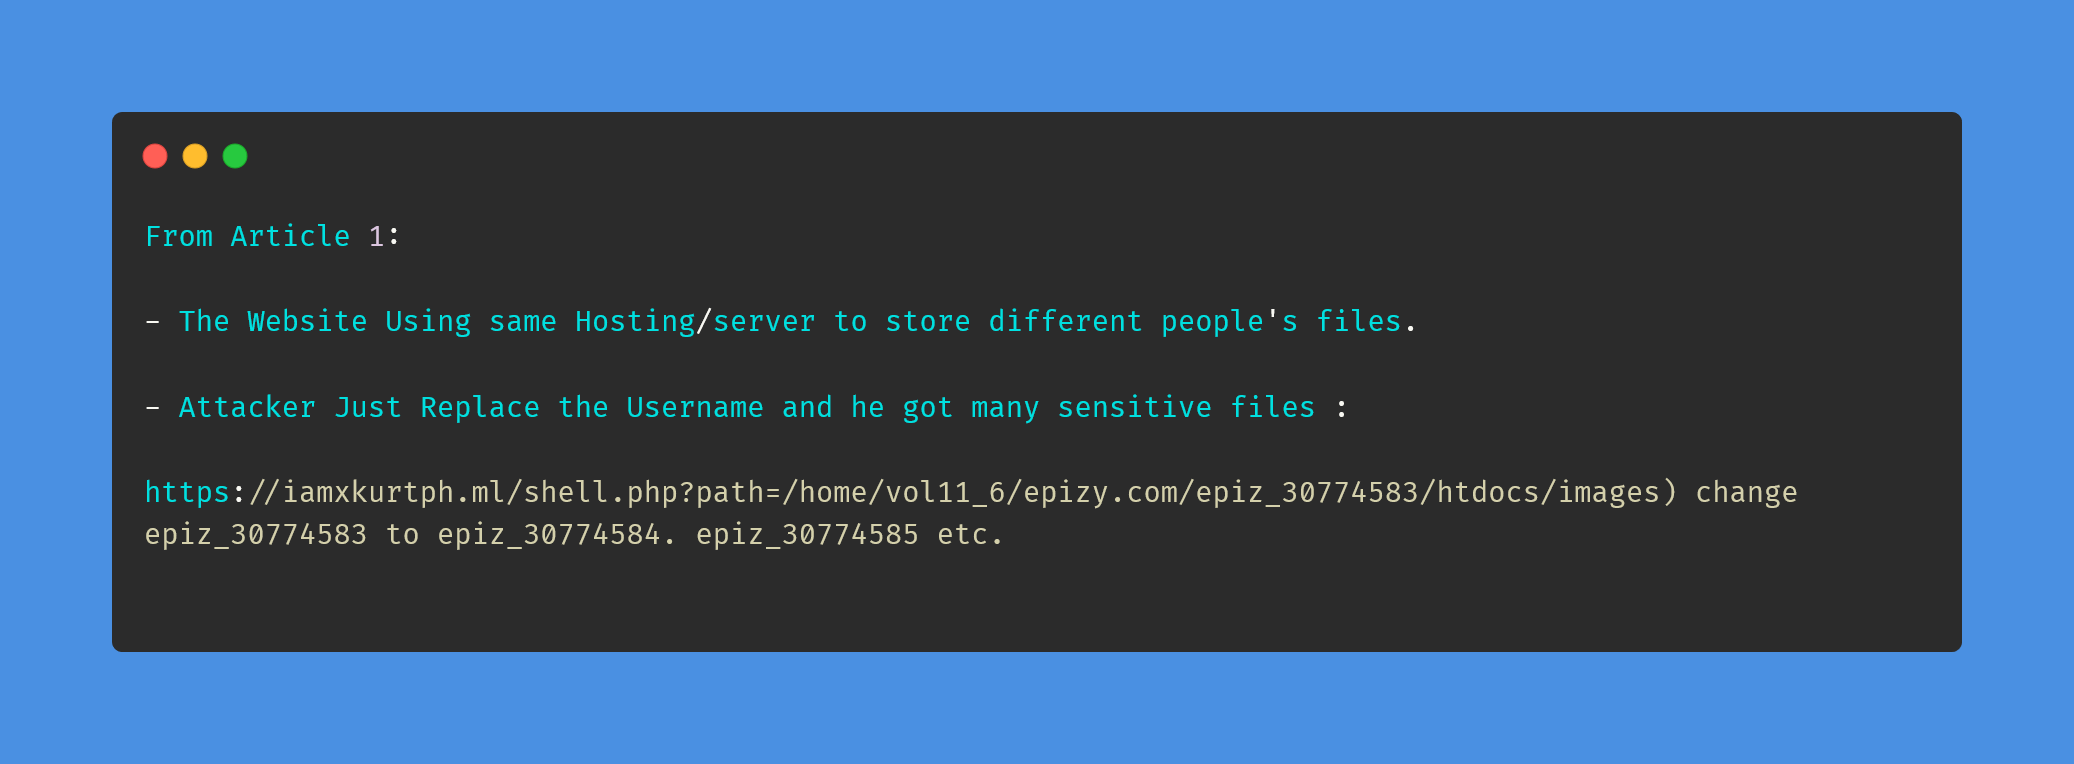 From Article 1:
- The Website Using same Hosting/server to store different people's files.
- Attacker Just Replace the Username and he got many sensitive files :
https://iamxkurtph.ml/shell.php?path=/home/vol11_6/epizy.com/epiz_30774583/htdocs/images) change
epiz_30774583 to epiz_30774584. epiz_30774585 etc.